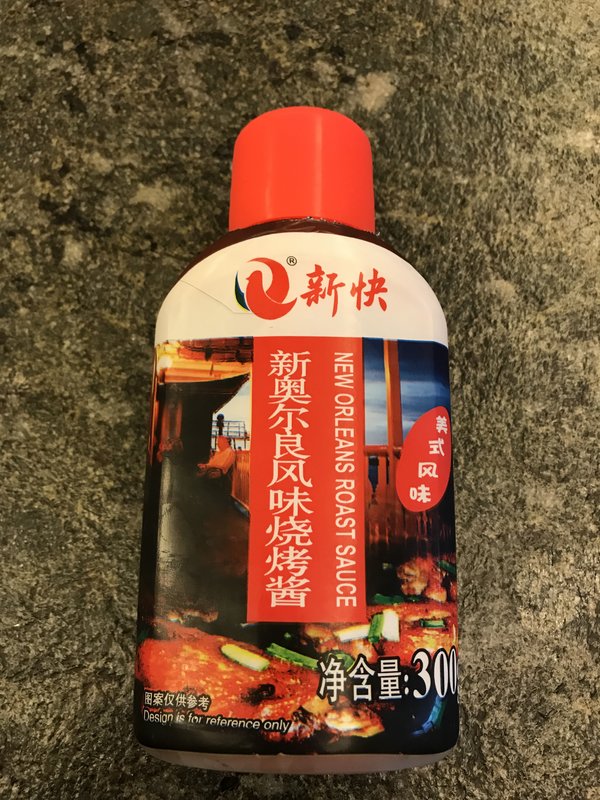 ®
新快
新奥尔良风味烧烤酱
NEW ORLEANS ROAST SAUCE
美式风味
净含量:300
图案仅供参考
Design is for reference only